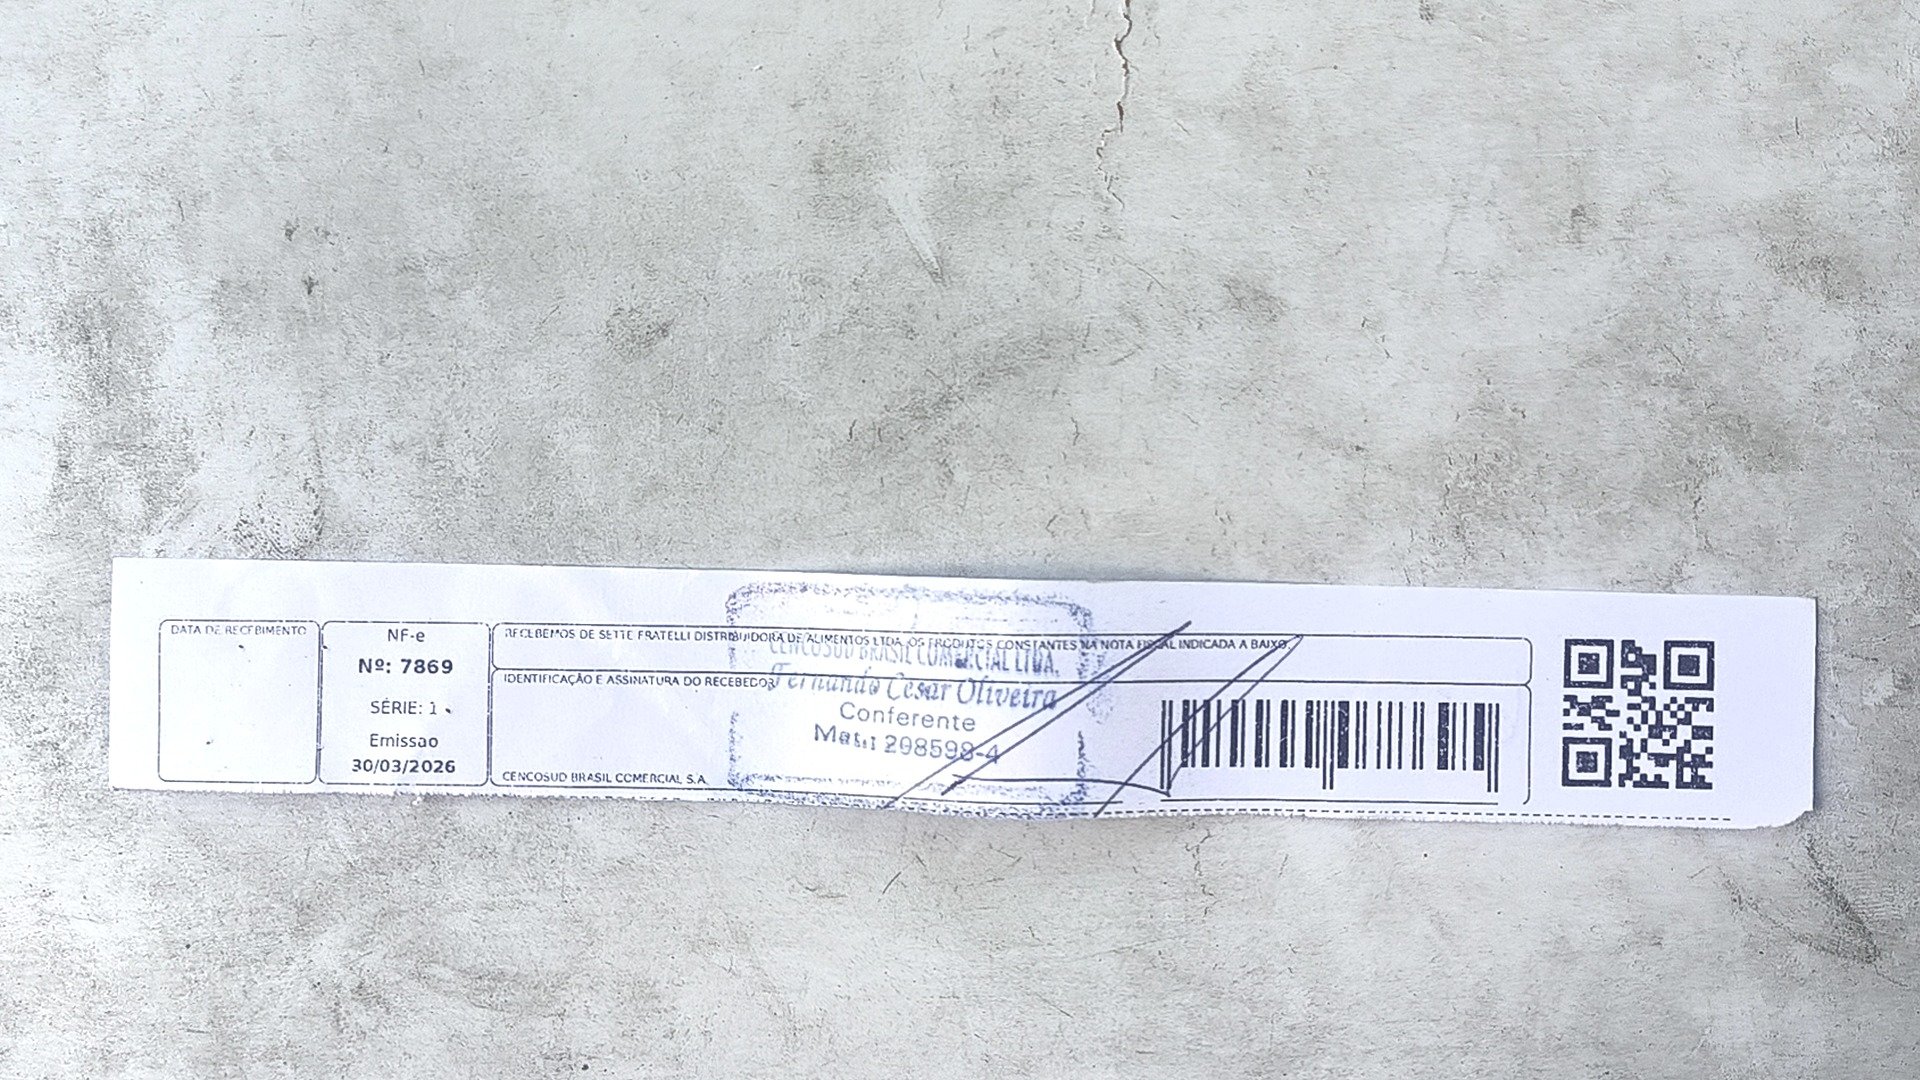 DATA DE RECEBIMENTO
NF-e
Nº: 7869
SÉRIE: 1
Emissao
30/03/2026
RECEBEMOS DE SETTE FRATELLI DISTRIBUIDORA DE ALIMENTOS LTDA. OS PRODUTOS CONSTANTES NA NOTA FISCAL INDICADA A BAIXO.
IDENTIFICAÇÃO E ASSINATURA DO RECEBEDOR
CENCOSUD BRASIL COMERCIAL LTDA.
Fernando Cesar Oliveira
Conferente
Mat.: 208598-4
CENCOSUD BRASIL COMERCIAL S.A.